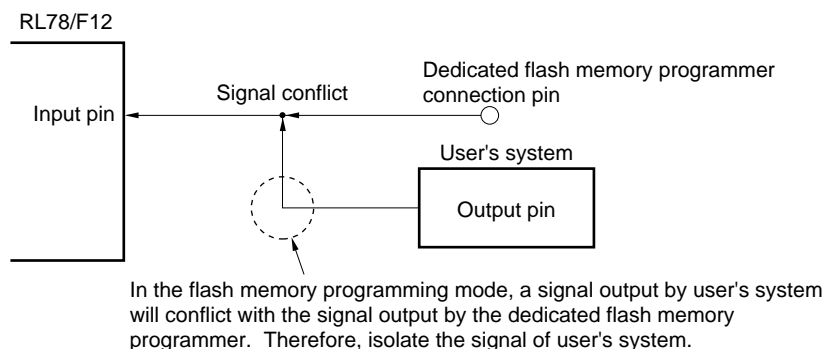 RL78/F12
Dedicated flash memory programmer
connection pin
Signal conflict
Input pin
User's system
Output pin
In the flash memory programming mode, a signal output by user's system
will conflict with the signal output by the dedicated flash memory
programmer.  Therefore, isolate the signal of user's system.